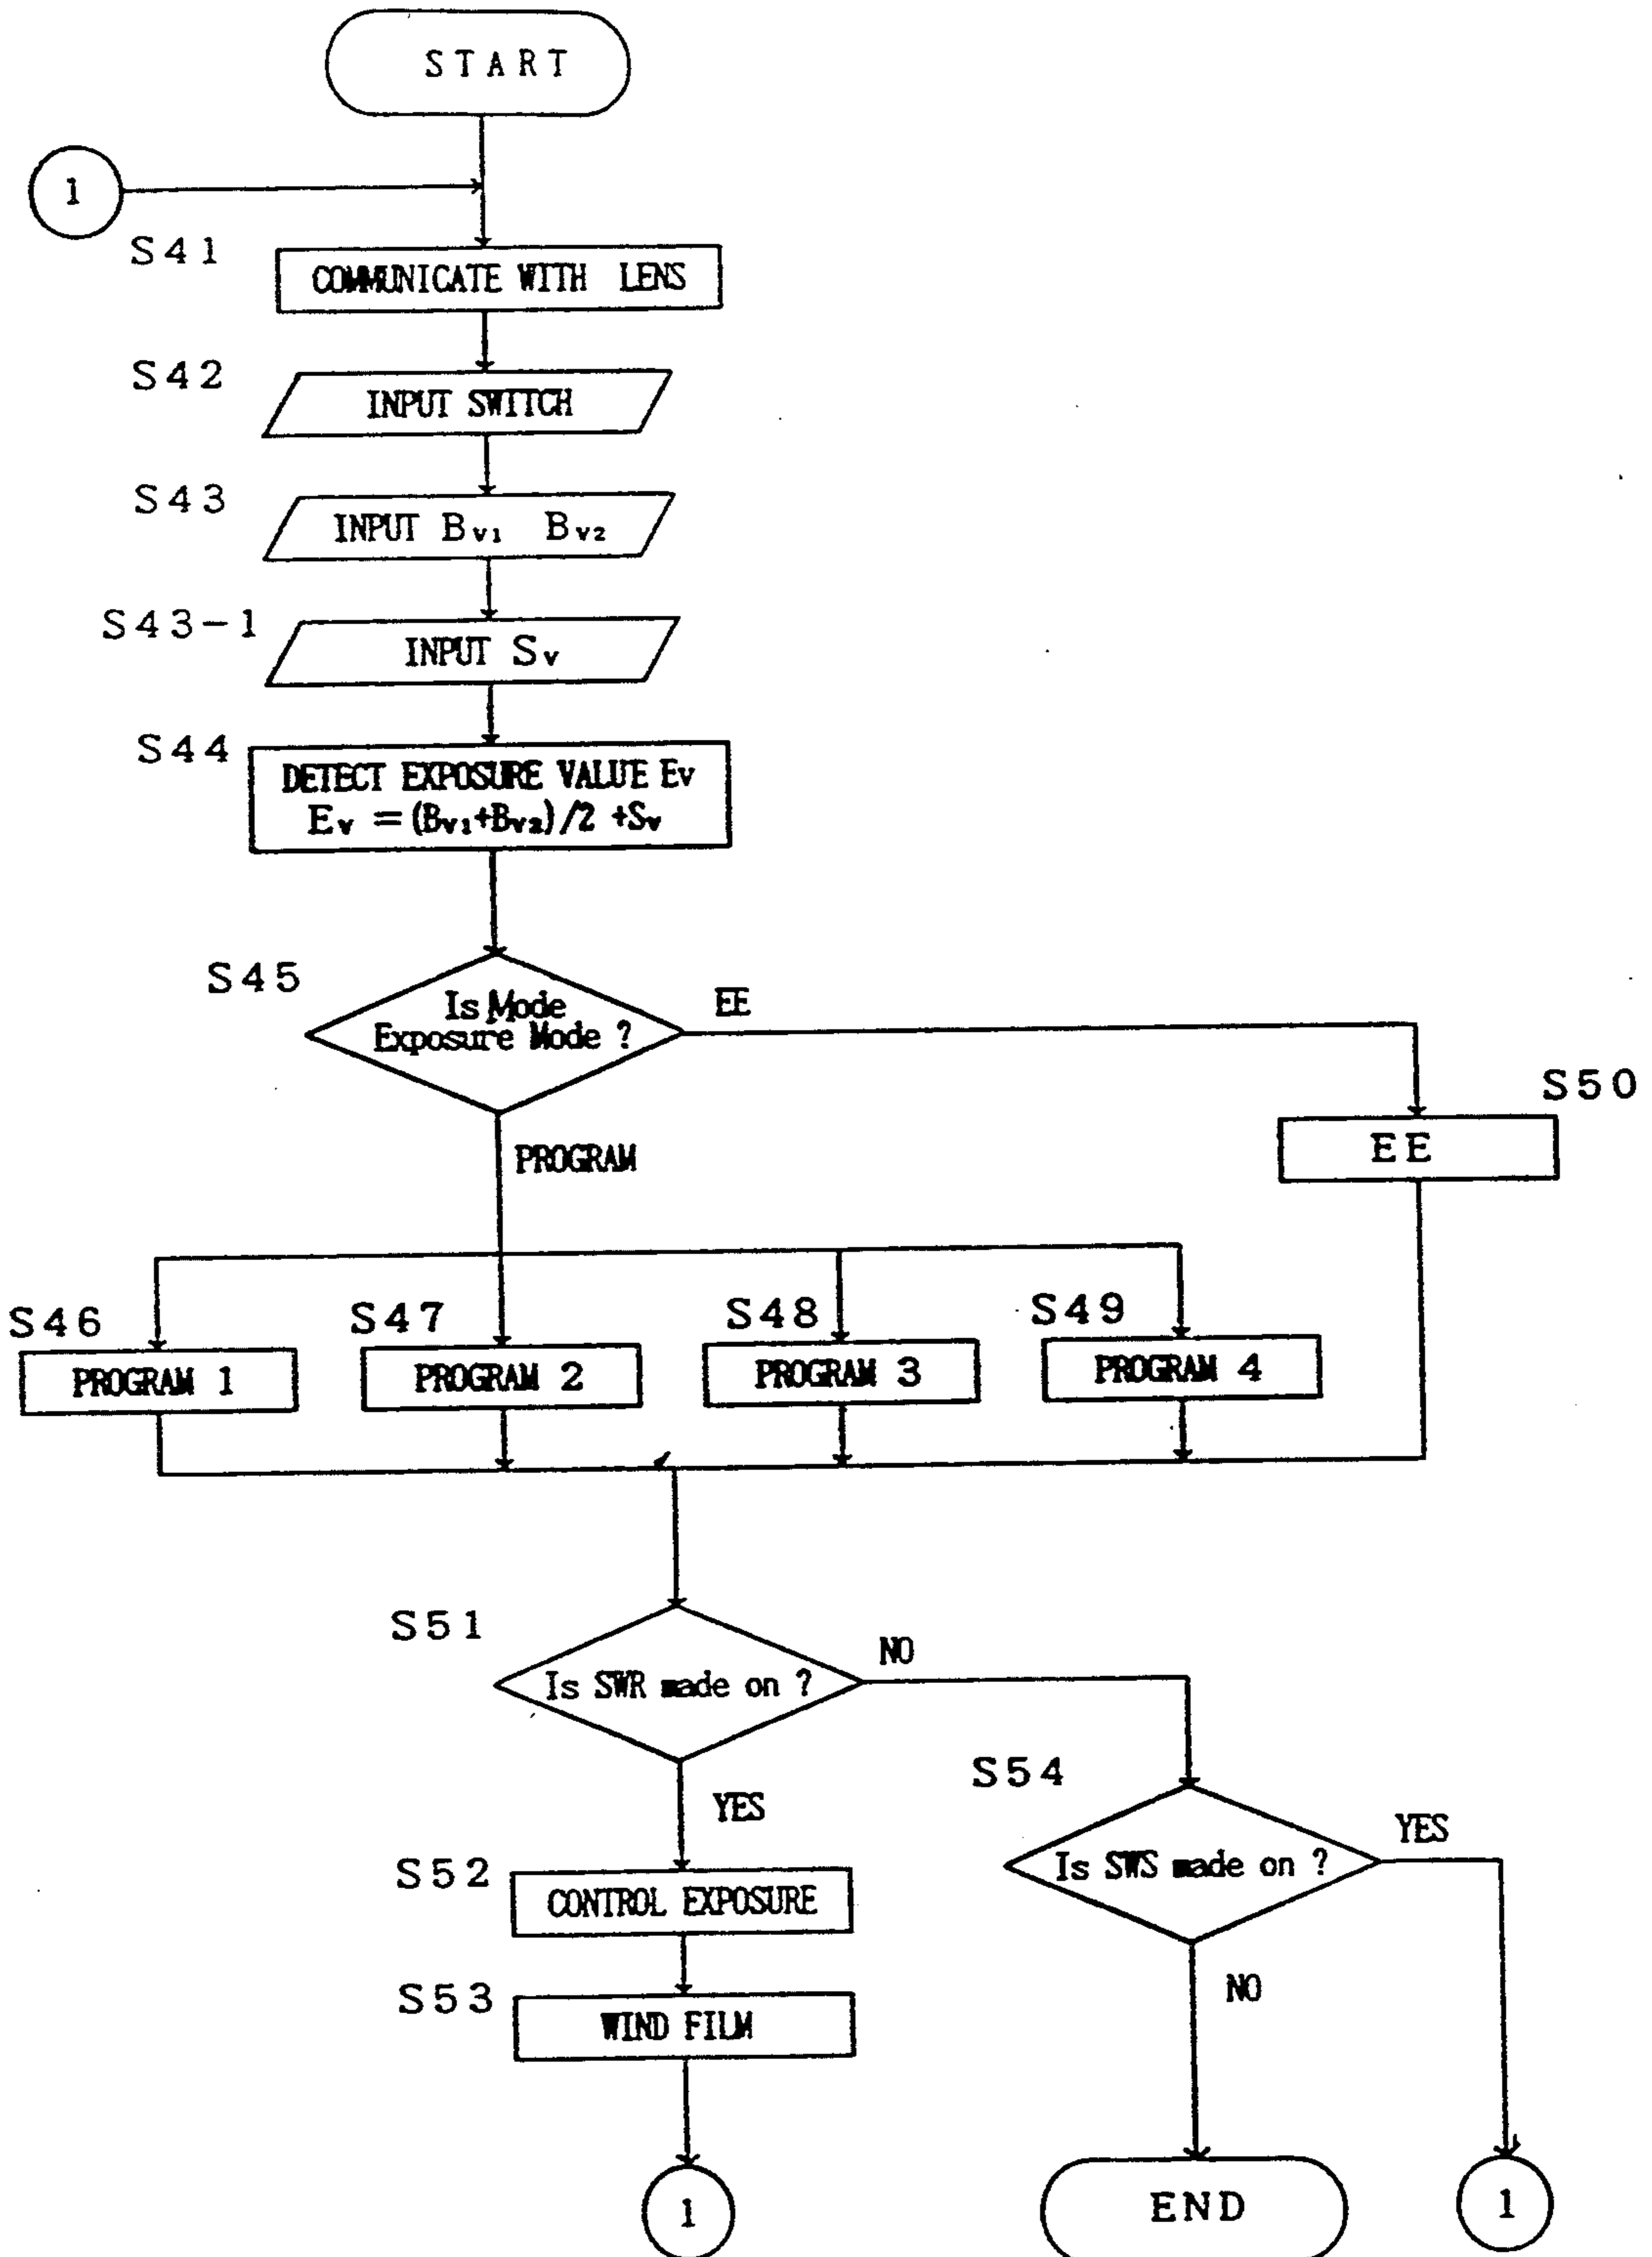 START
1
S41
COMMUNICATE WITH LENS
S42
INPUT SWITCH
S43
INPUT Bv1 Bv2
S43-1
INPUT Sv
S44
DETECT EXPOSURE VALUE Ev
Ev =(Bv1+Bv2)/2 +Sv
S45
Is Mode
Exposure Mode ?
EE
S50
EE
PROGRAM
S46
PROGRAM 1
S47
PROGRAM 2
S48
PROGRAM 3
S49
PROGRAM 4
S51
Is SWR made on ?
NO
YES
S54
Is SWS made on ?
YES
S52
CONTROL EXPOSURE
S53
WIND FILM
NO
1
END
1